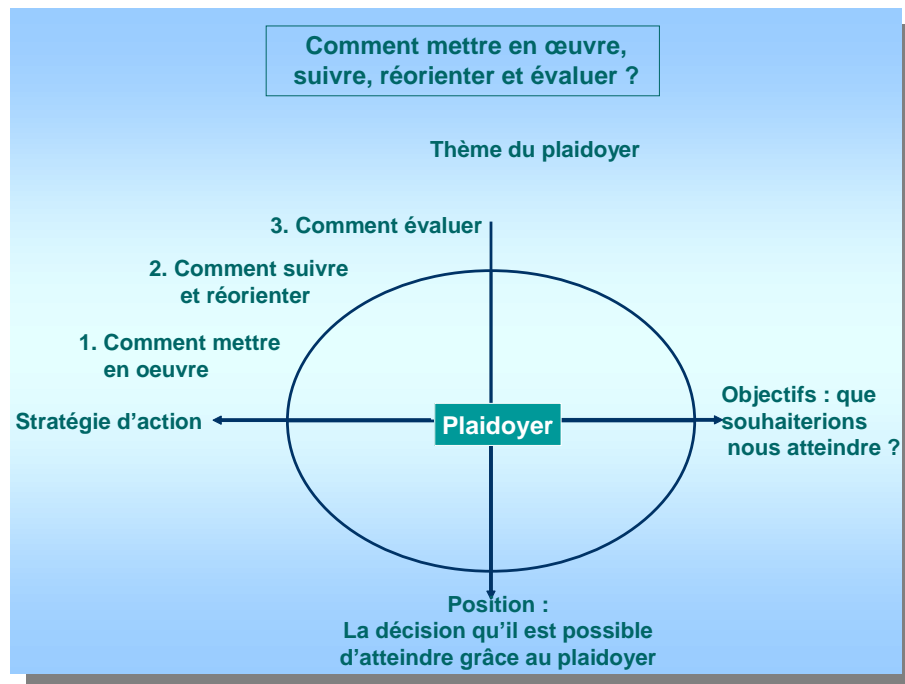 Comment mettre en œuvre,
suivre, réorienter et évaluer ?
Thème du plaidoyer
3. Comment évaluer
2. Comment suivre
et réorienter
1. Comment mettre
en oeuvre
Stratégie d'action
Plaidoyer
Objectifs : que
souhaiterions
nous atteindre ?
Position :
La décision qu'il est possible
d'atteindre grâce au plaidoyer